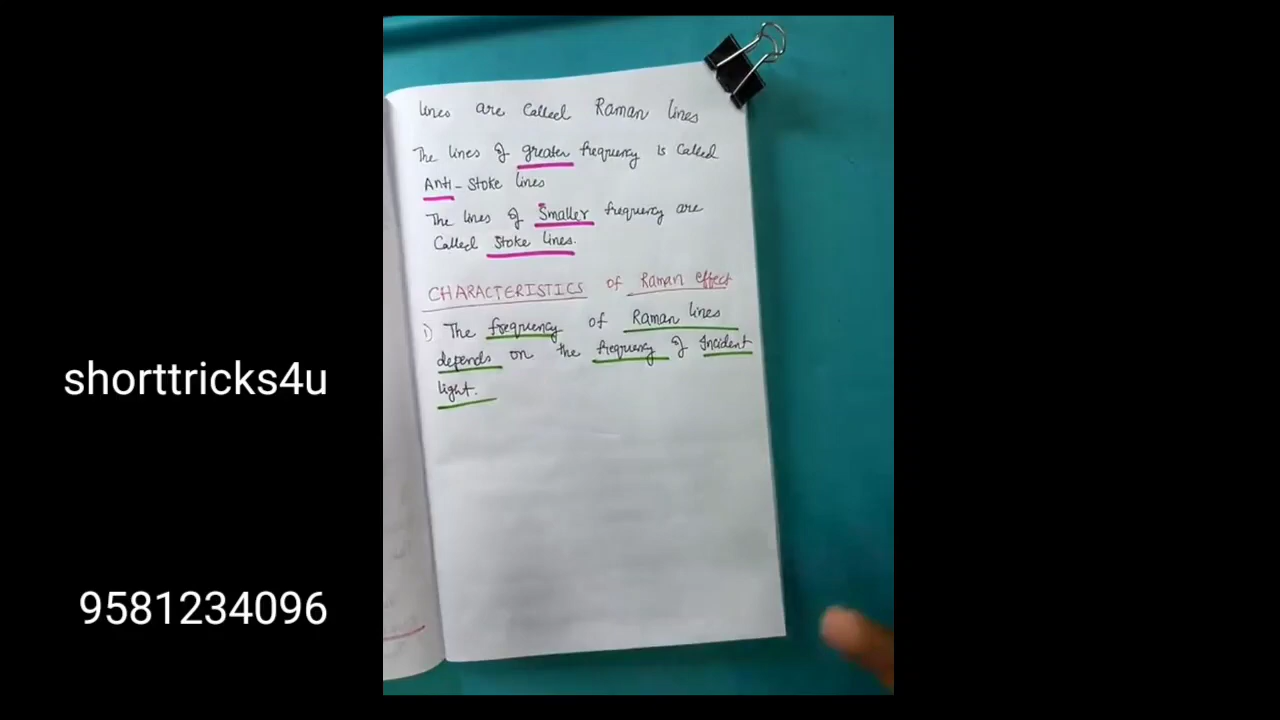 lines are called Raman lines
The lines of greater frequency is called
Anti-Stoke lines
The lines of Smaller frequency are
Called Stoke lines.
CHARACTERISTICS of Raman effect
1) The frequency of Raman lines
depends on the frequency of Incident
light.
shorttricks4u
9581234096